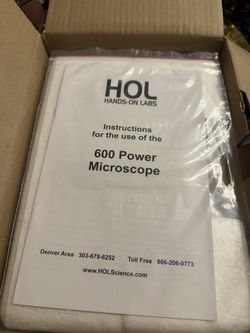 HOL
HANDS-ON LABS
Instructions
for the use of the
600 Power
Microscope
Denver Area 303-679-6252 Toll Free 866-206-0773
www.HOLScience.com